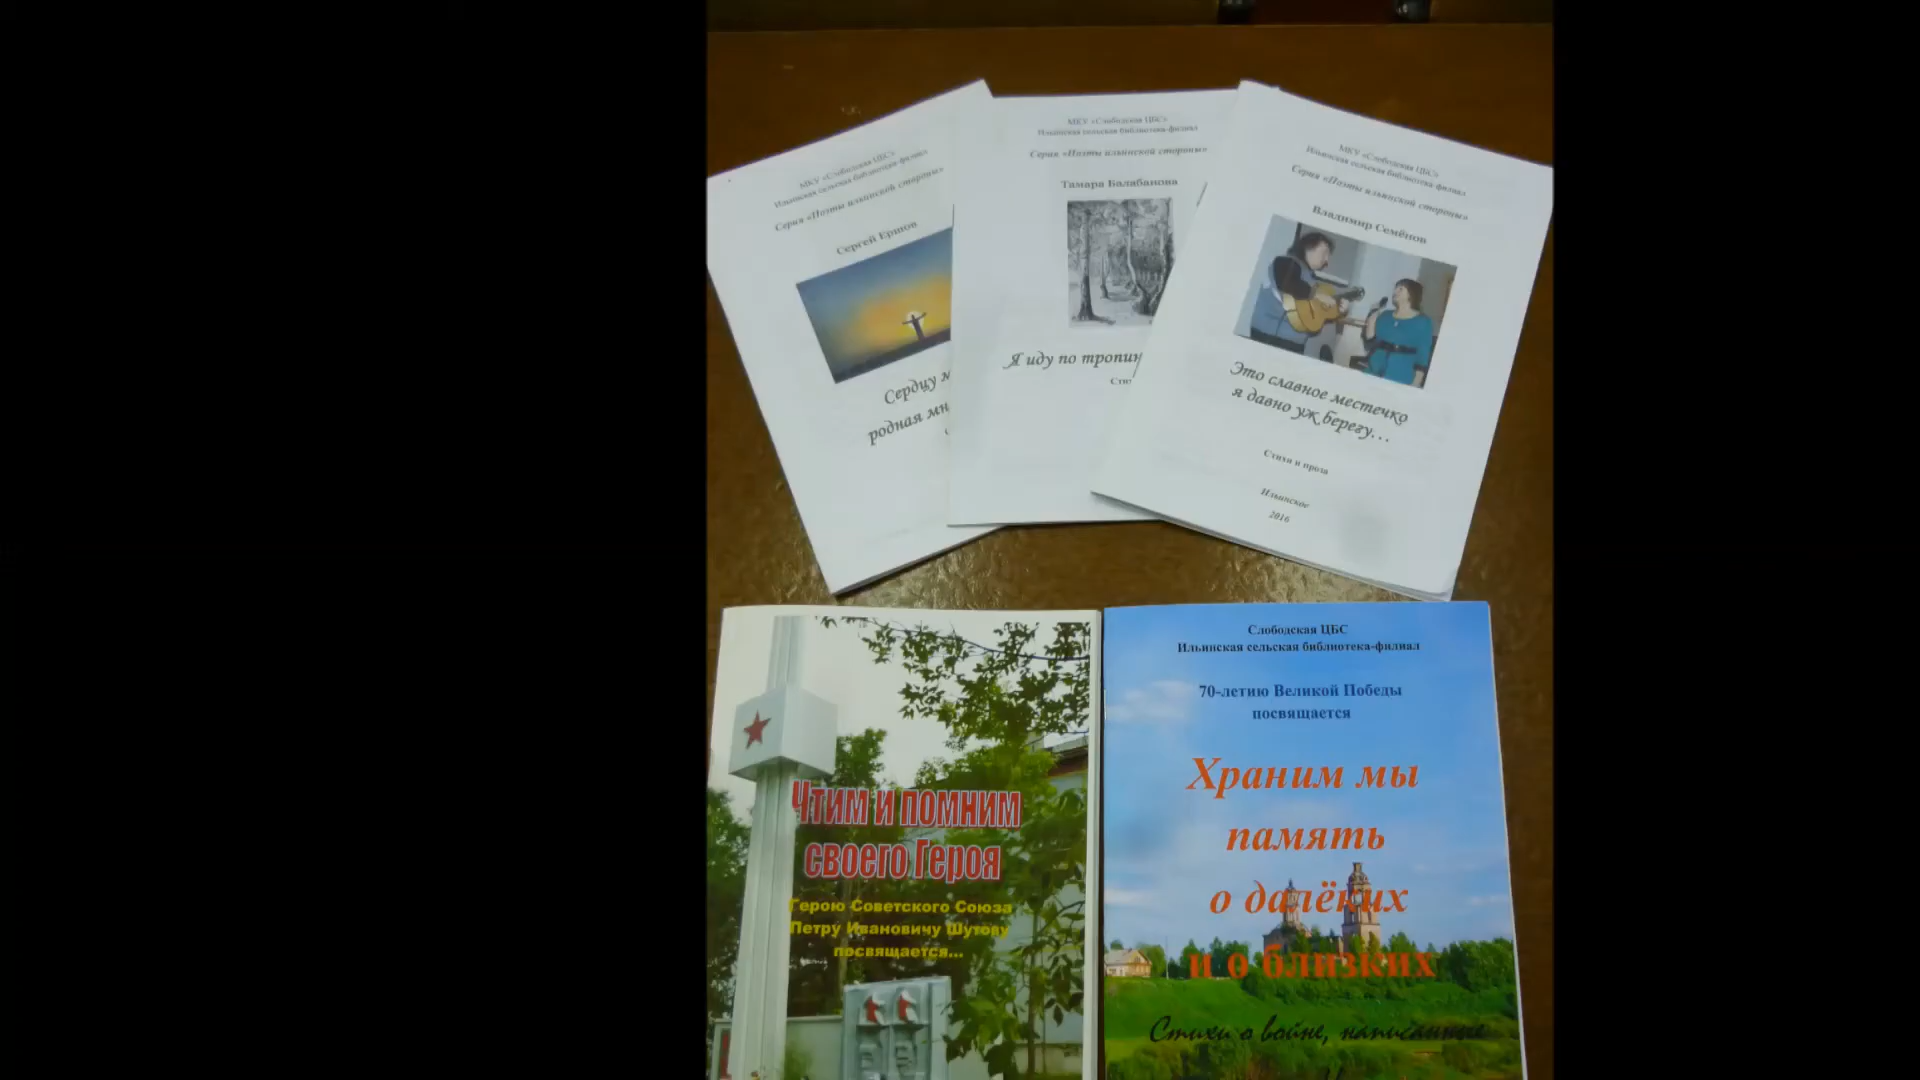 МКУ «Слободская ЦБС»
Ильинская сельская библиотека-филиал
Серия «Поэты ильинской стороны»
Сергей Ершов
Сердцу
родная
МКУ «Слободская ЦБС»
Ильинская сельская библиотека-филиал
Серия «Поэты ильинской стороны»
Тамара Балабанова
Я иду по
МКУ «Слободская ЦБС»
Ильинская сельская библиотека-филиал
Серия «Поэты ильинской стороны»
Владимир Семёнов
Это славное местечко
я давно уж берегу…
Стихи и проза
Ильинское
2016
Чтим и помним
своего Героя
Герою Советского Союза
Петру Ивановичу Шутову
посвящается...
Слободская ЦБС
Ильинская сельская библиотека-филиал
70-летию Великой Победы
посвящается
Храним мы
память
о далёких
и о близких
Стихи о войне, написанные